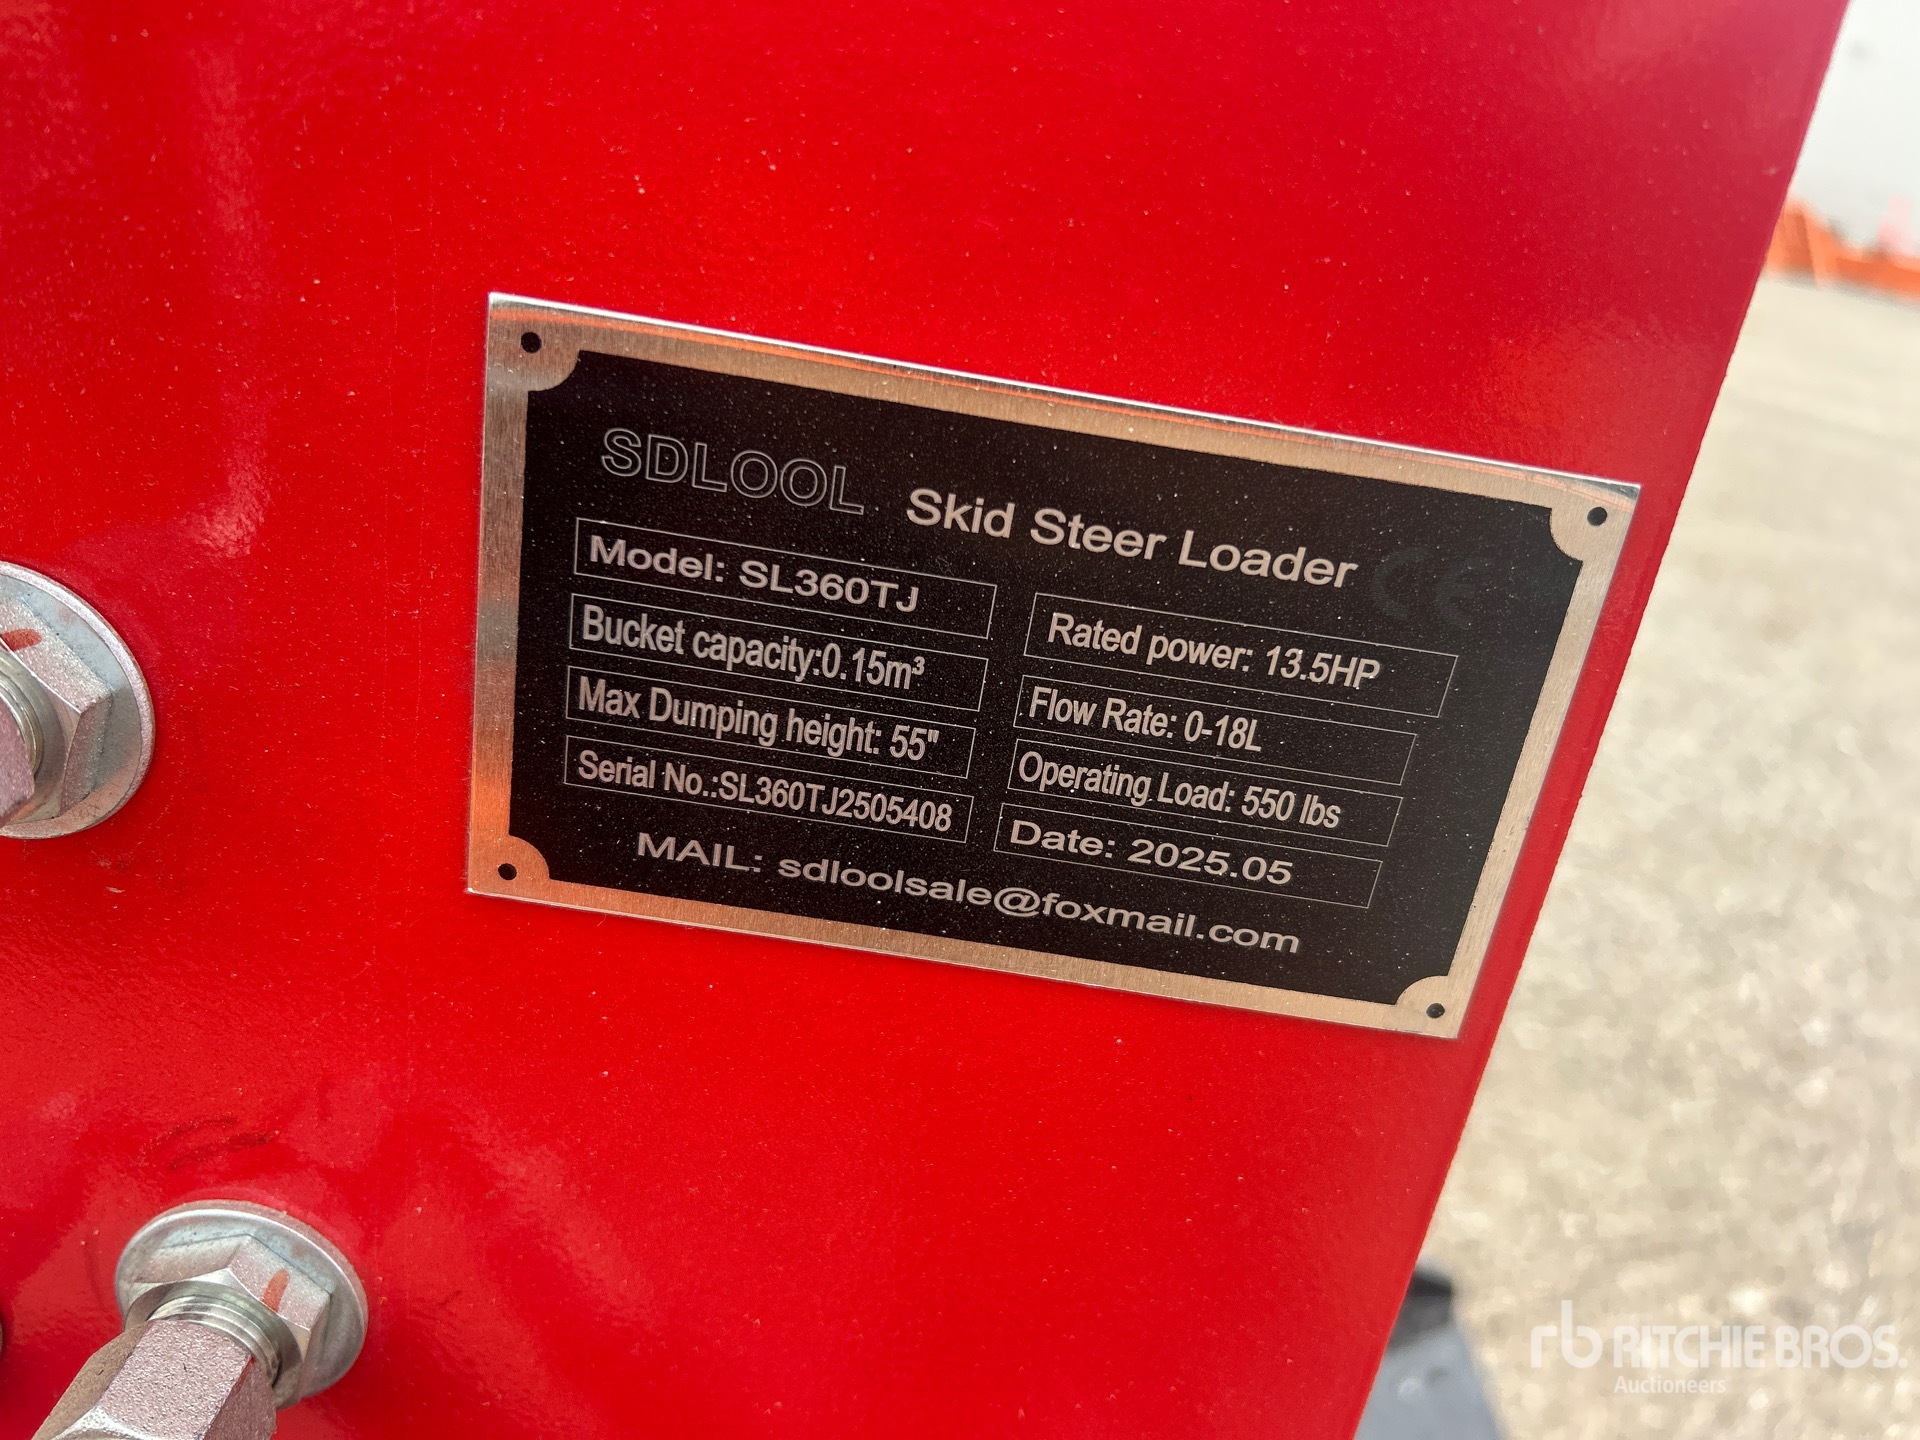 SDLOOL Skid Steer Loader CE
Model: SL360TJ
Rated power: 13.5HP
Bucket capacity:0.15m³
Flow Rate: 0-18L
Max Dumping height: 55"
Operating Load: 550 lbs
Serial No.:SL360TJ2505408
Date: 2025.05
MAIL: sdloolsale@foxmail.com
rb RITCHIE BROS.
Auctioneers